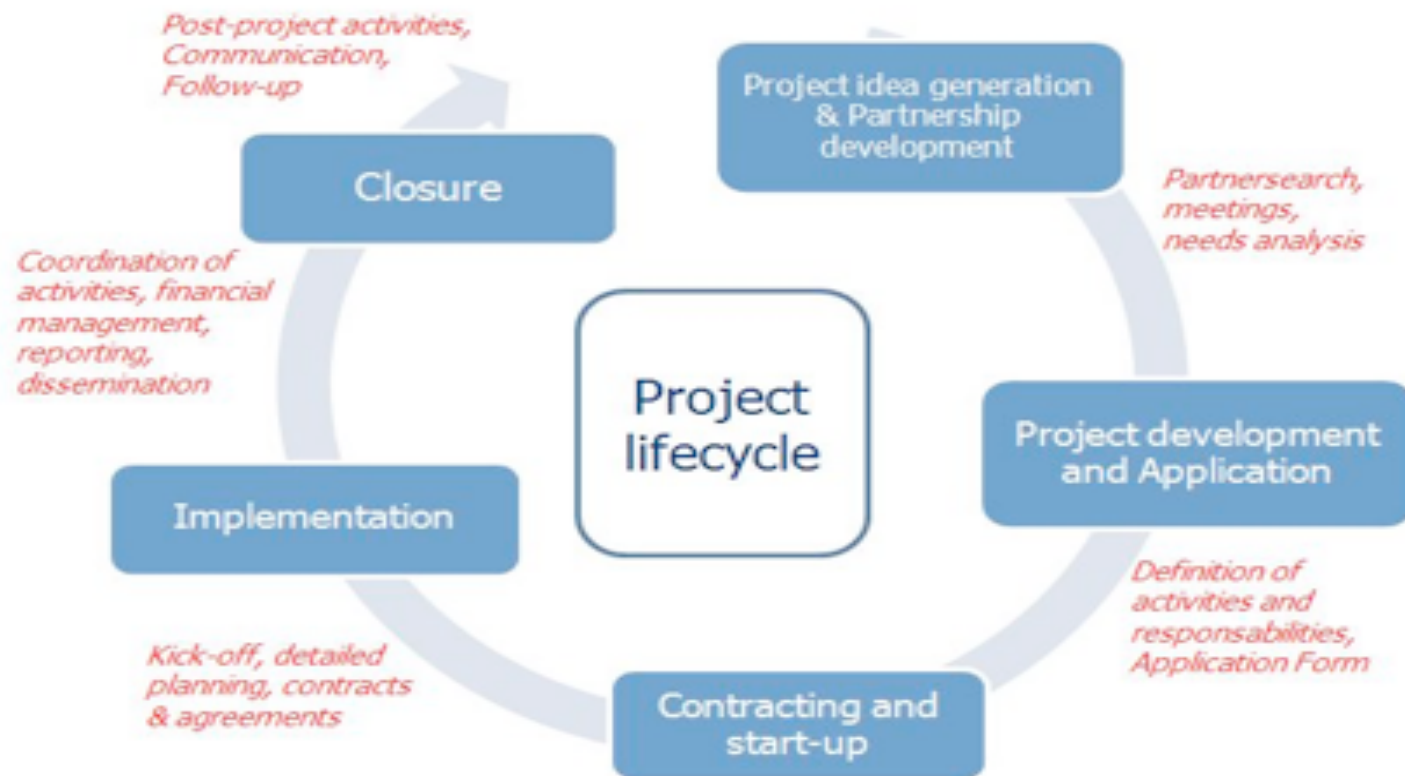 Post-project activities,
Communication,
Follow-up
Project idea generation
& Partnership
development
Closure
Partnersearch,
meetings,
needs analysis
Coordination of
activities, financial
management,
reporting,
dissemination
Project
lifecycle
Project development
and Application
Implementation
Definition of
activities and
responsabilities,
Application Form
Kick-off, detailed
planning, contracts
& agreements
Contracting and
start-up